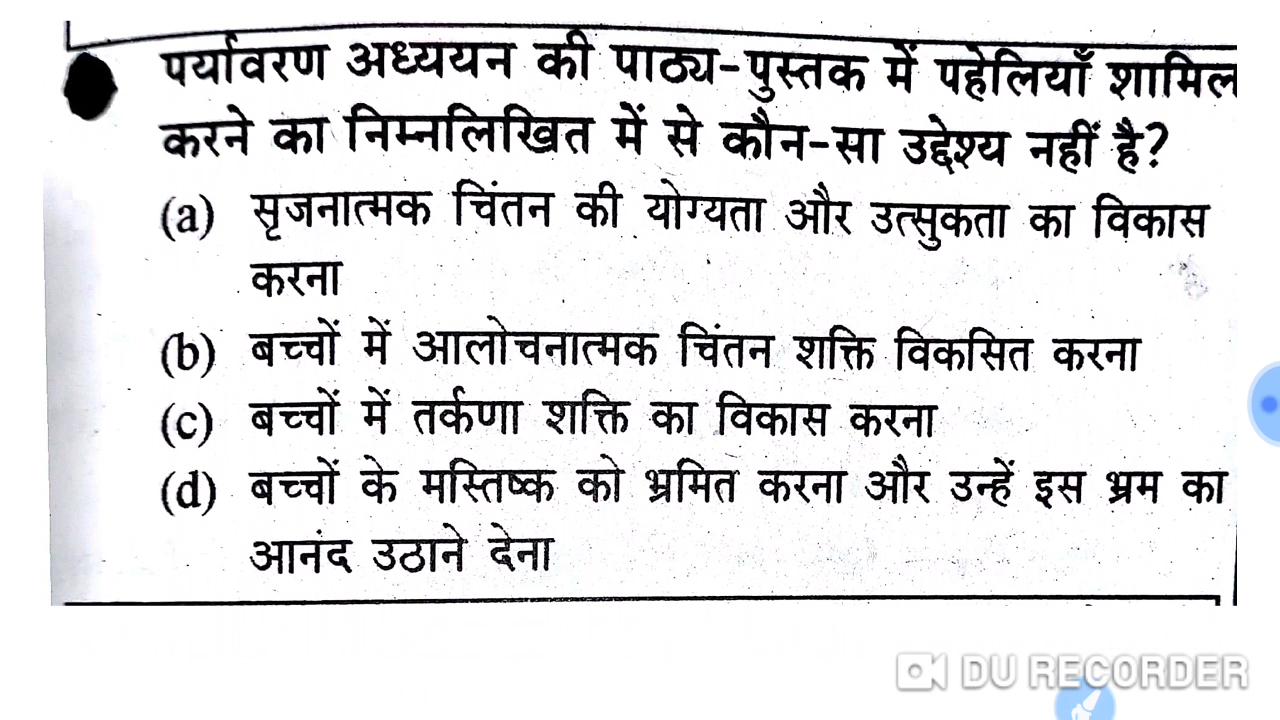 पर्यावरण अध्ययन की पाठ्य-पुस्तक में पहेलियाँ शामिल
करने का निम्नलिखित में से कौन-सा उद्देश्य नहीं है?
(a) सृजनात्मक चिंतन की योग्यता और उत्सुकता का विकास
करना
(b) बच्चों में आलोचनात्मक चिंतन शक्ति विकसित करना
(c) बच्चों में तर्कणा शक्ति का विकास करना
(d) बच्चों के मस्तिष्क को भ्रमित करना और उन्हें इस भ्रम का
आनंद उठाने देना
DU RECORDER